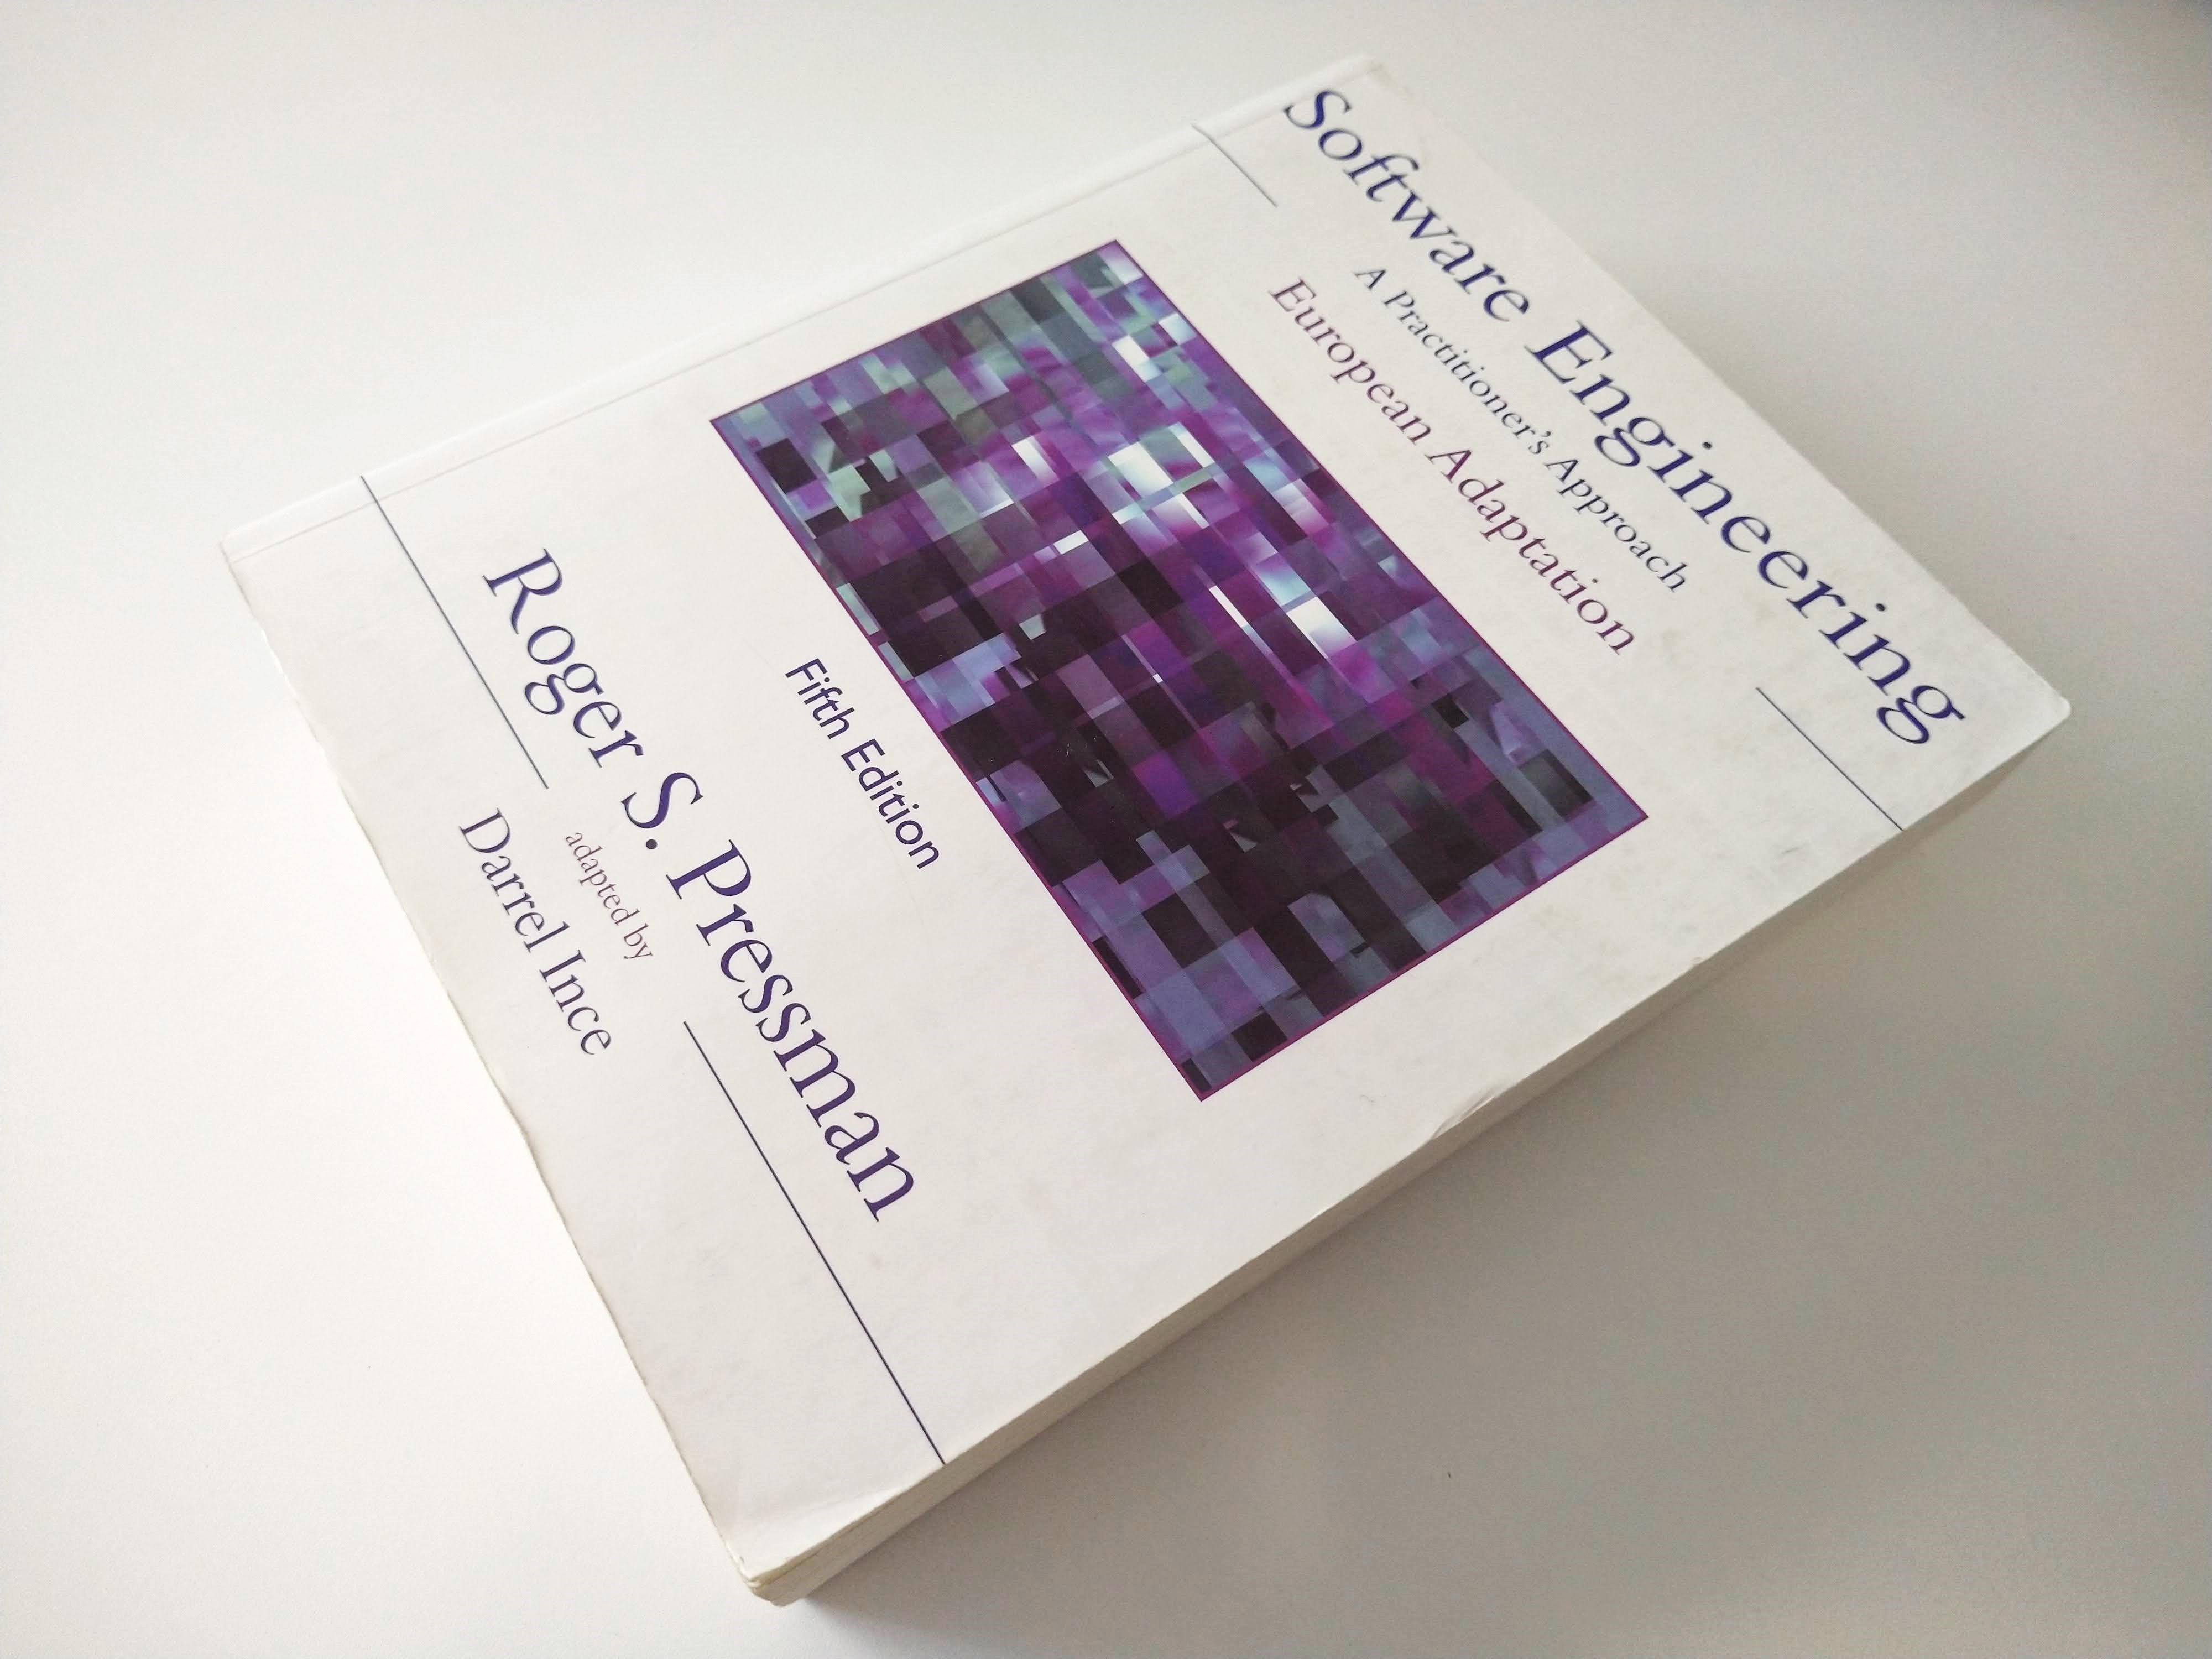 Software Engineering
A Practitioner's Approach
European Adaptation
Fifth Edition
Roger S. Pressman
adapted by
Darrel Ince